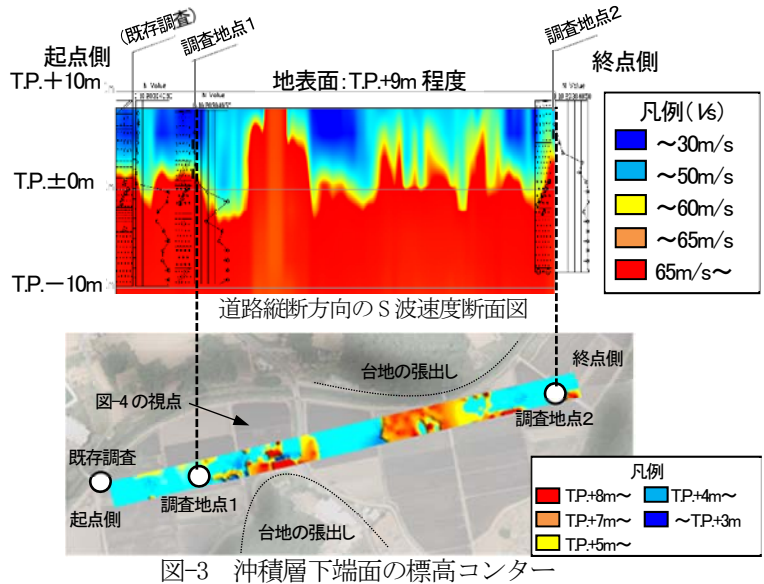 (既存調査)
調査地点1
調査地点2
起点側
終点側
T.P.+10m
地表面：T.P.+9m 程度
N Value
N Value
T.P.±0m
T.P.−10m
凡例(Vs)
～30m/s
～50m/s
～60m/s
～65m/s
65m/s～
道路縦断方向のS波速度断面図
台地の張出し
終点側
図-4の視点
調査地点2
既存調査
調査地点1
起点側
台地の張出し
凡例
T.P.+8m～
T.P.+4m～
T.P.+7m～
～T.P.+3m
T.P.+5m～
図-3　沖積層下端面の標高コンター